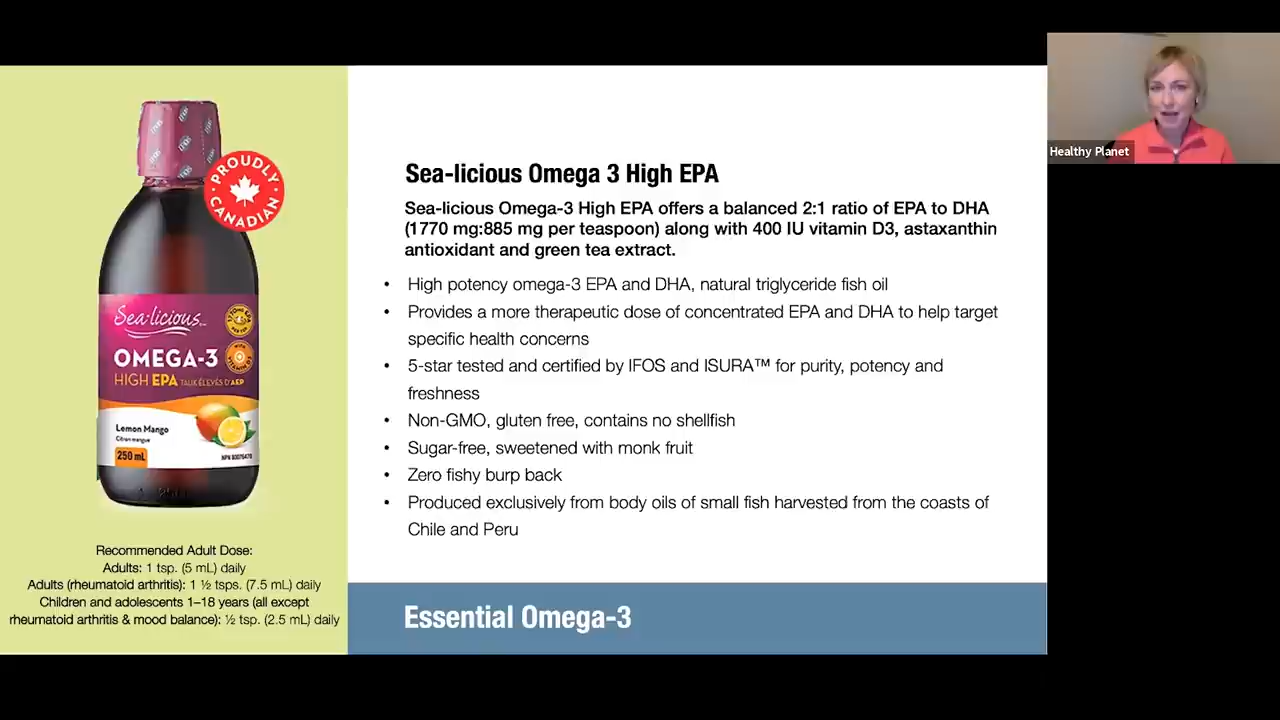 PROUDLY
CANADIAN
Sea-licious
OMEGA-3
HIGH EPA TAUX ÉLEVÉS D'AEP
Lemon Mango
Citron mangue
250 mL
Recommended Adult Dose:
Adults: 1 tsp. (5 mL) daily
Adults (rheumatoid arthritis): 1 ½ tsps. (7.5 mL) daily
Children and adolescents 1–18 years (all except
rheumatoid arthritis & mood balance): ½ tsp. (2.5 mL) daily
Sea-licious Omega 3 High EPA
Sea-licious Omega-3 High EPA offers a balanced 2:1 ratio of EPA to DHA
(1770 mg:885 mg per teaspoon) along with 400 IU vitamin D3, astaxanthin
antioxidant and green tea extract.
• High potency omega-3 EPA and DHA, natural triglyceride fish oil
• Provides a more therapeutic dose of concentrated EPA and DHA to help target
specific health concerns
• 5-star tested and certified by IFOS and ISURA™ for purity, potency and
freshness
• Non-GMO, gluten free, contains no shellfish
• Sugar-free, sweetened with monk fruit
• Zero fishy burp back
• Produced exclusively from body oils of small fish harvested from the coasts of
Chile and Peru
Essential Omega-3
Healthy Planet